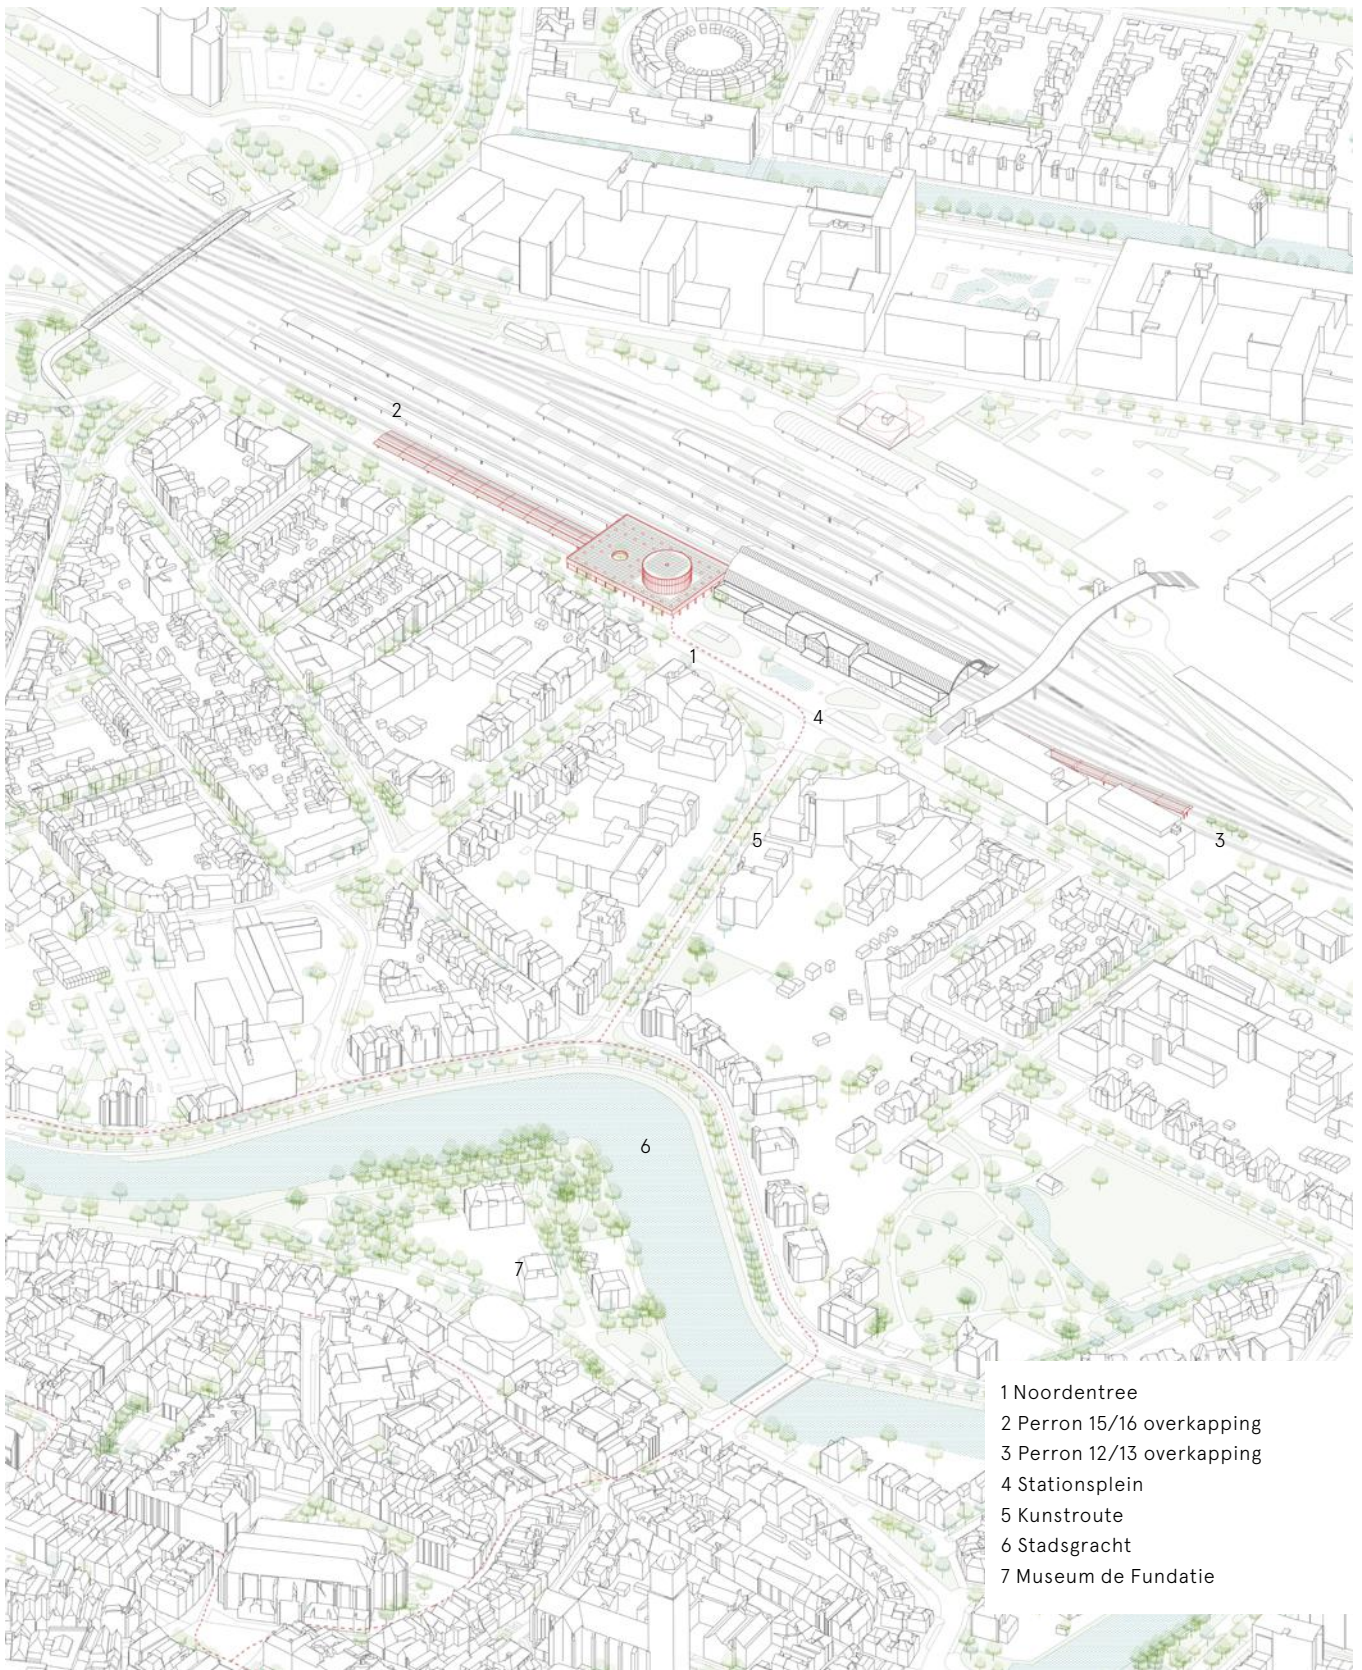 2
1
4
5
3
6
7
1 Noordentree
2 Perron 15/16 overkapping
3 Perron 12/13 overkapping
4 Stationsplein
5 Kunstroute
6 Stadsgracht
7 Museum de Fundatie